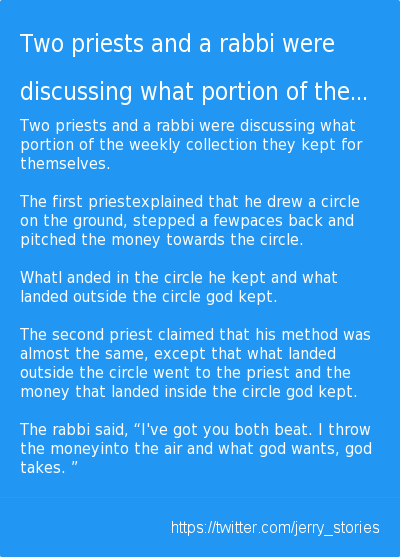 Two priests and a rabbi were
discussing what portion of the...
Two priests and a rabbi were discussing what
portion of the weekly collection they kept for
themselves.
The first priestexplained that he drew a circle
on the ground, stepped a fewpaces back and
pitched the money towards the circle.
Whatl anded in the circle he kept and what
landed outside the circle god kept.
The second priest claimed that his method was
almost the same, except that what landed
outside the circle went to the priest and the
money that landed inside the circle god kept.
The rabbi said, “I've got you both beat. I throw
the moneyinto the air and what god wants, god
takes. ”
https://twitter.com/jerry_stories